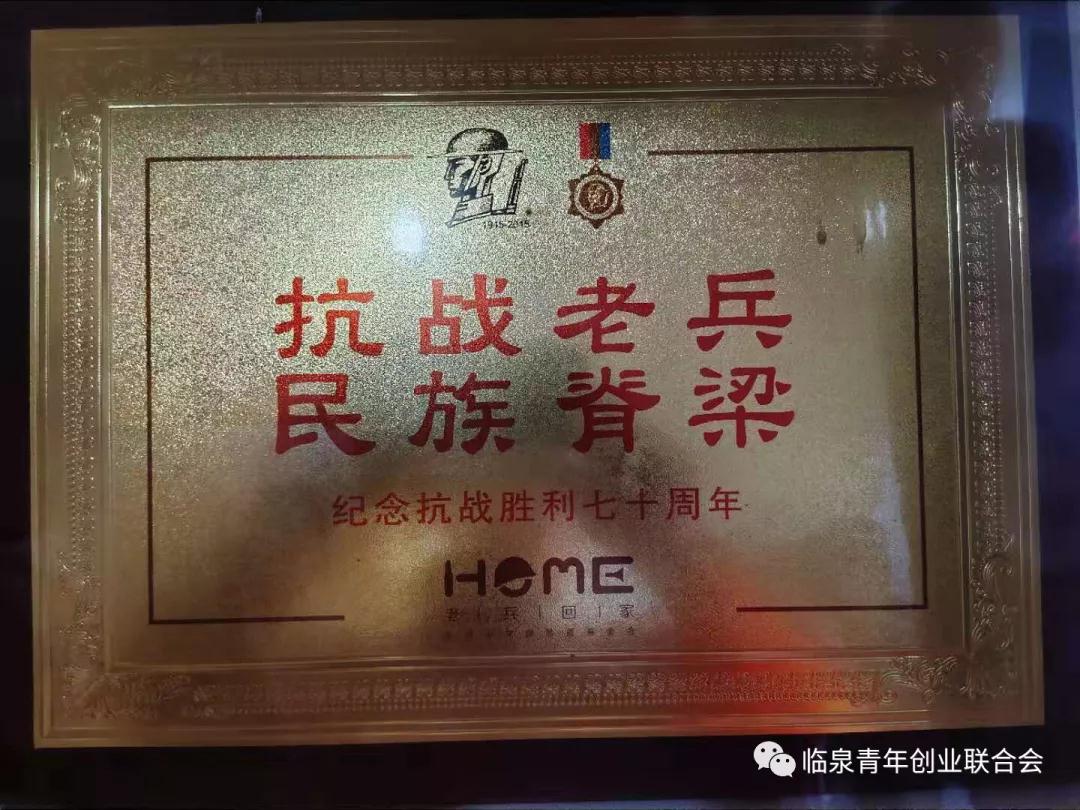 1945-2015
抗战老兵
民族脊梁
纪念抗战胜利七十周年
HOME
老|兵|回|家
临泉青年创业联合会